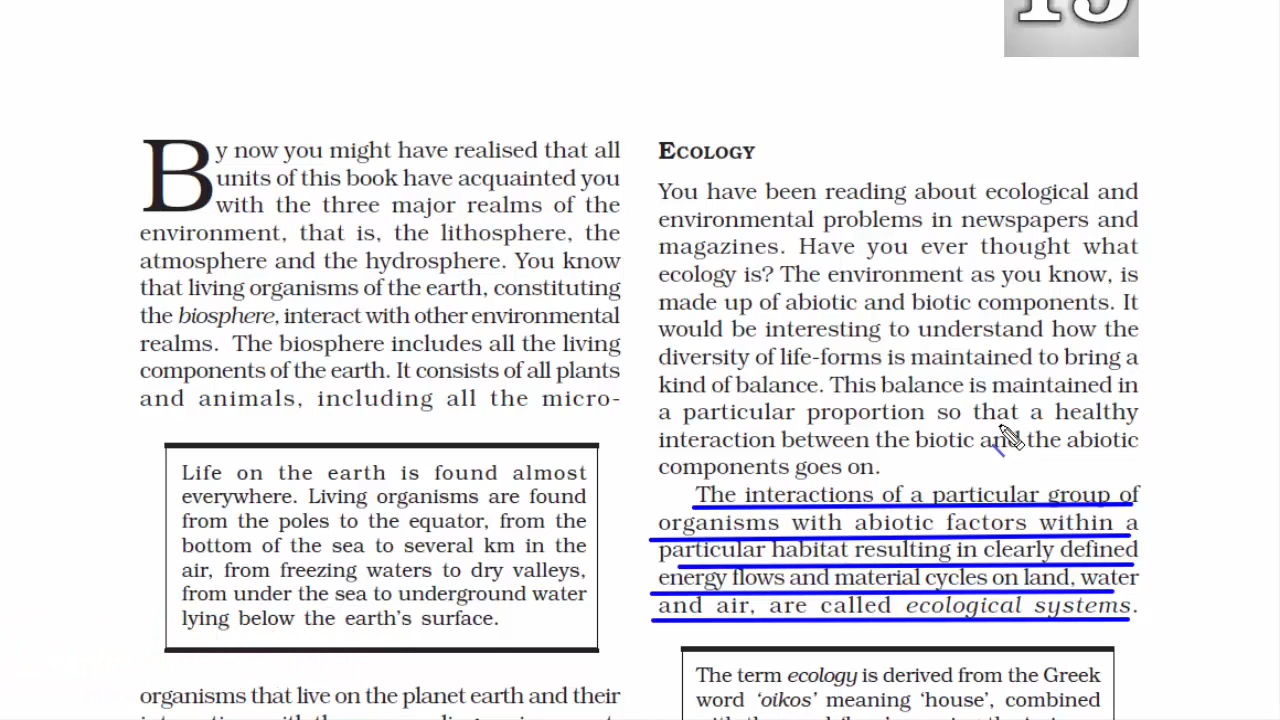 15
By now you might have realised that all
units of this book have acquainted you
with the three major realms of the
environment, that is, the lithosphere, the
atmosphere and the hydrosphere. You know
that living organisms of the earth, constituting
the biosphere, interact with other environmental
realms. The biosphere includes all the living
components of the earth. It consists of all plants
and animals, including all the micro-
Life on the earth is found almost
everywhere. Living organisms are found
from the poles to the equator, from the
bottom of the sea to several km in the
air, from freezing waters to dry valleys,
from under the sea to underground water
lying below the earth's surface.
organisms that live on the planet earth and their
ECOLOGY
You have been reading about ecological and
environmental problems in newspapers and
magazines. Have you ever thought what
ecology is? The environment as you know, is
made up of abiotic and biotic components. It
would be interesting to understand how the
diversity of life-forms is maintained to bring a
kind of balance. This balance is maintained in
a particular proportion so that a healthy
interaction between the biotic and the abiotic
components goes on.
The interactions of a particular group of
organisms with abiotic factors within a
particular habitat resulting in clearly defined
energy flows and material cycles on land, water
and air, are called ecological systems.
The term ecology is derived from the Greek
word ‘oikos’ meaning ‘house’, combined